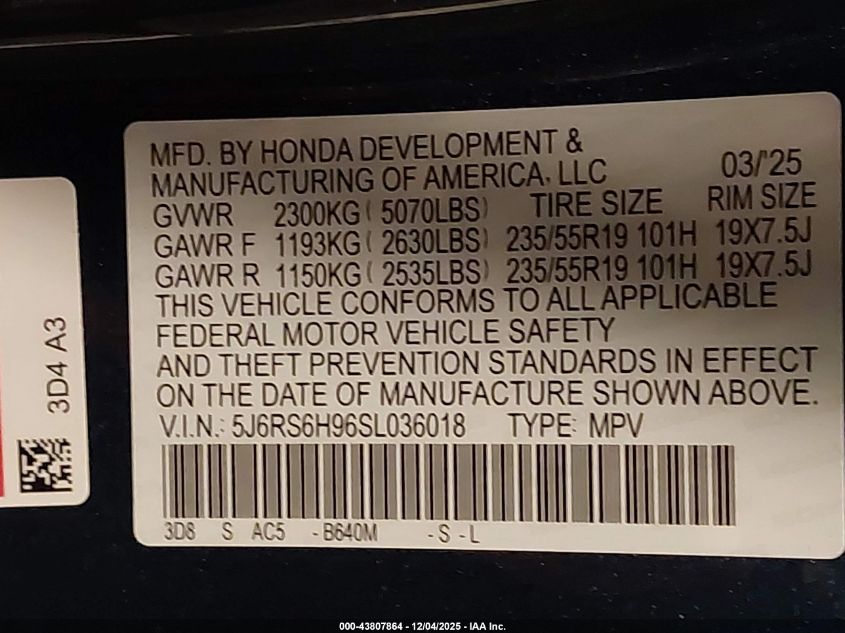 MFD. BY HONDA DEVELOPMENT &
MANUFACTURING OF AMERICA, LLC 03/'25
GVWR 2300KG ( 5070LBS) TIRE SIZE RIM SIZE
GAWR F 1193KG ( 2630LBS) 235/55R19 101H 19X7.5J
GAWR R 1150KG ( 2535LBS) 235/55R19 101H 19X7.5J
THIS VEHICLE CONFORMS TO ALL APPLICABLE
FEDERAL MOTOR VEHICLE SAFETY
AND THEFT PREVENTION STANDARDS IN EFFECT
ON THE DATE OF MANUFACTURE SHOWN ABOVE.
V.I.N.: 5J6RS6H96SL036018 TYPE: MPV
3D8 S AC5 -B640M -S -L
3D4 A3
000-43807864 - 12/04/2025 - IAA Inc.